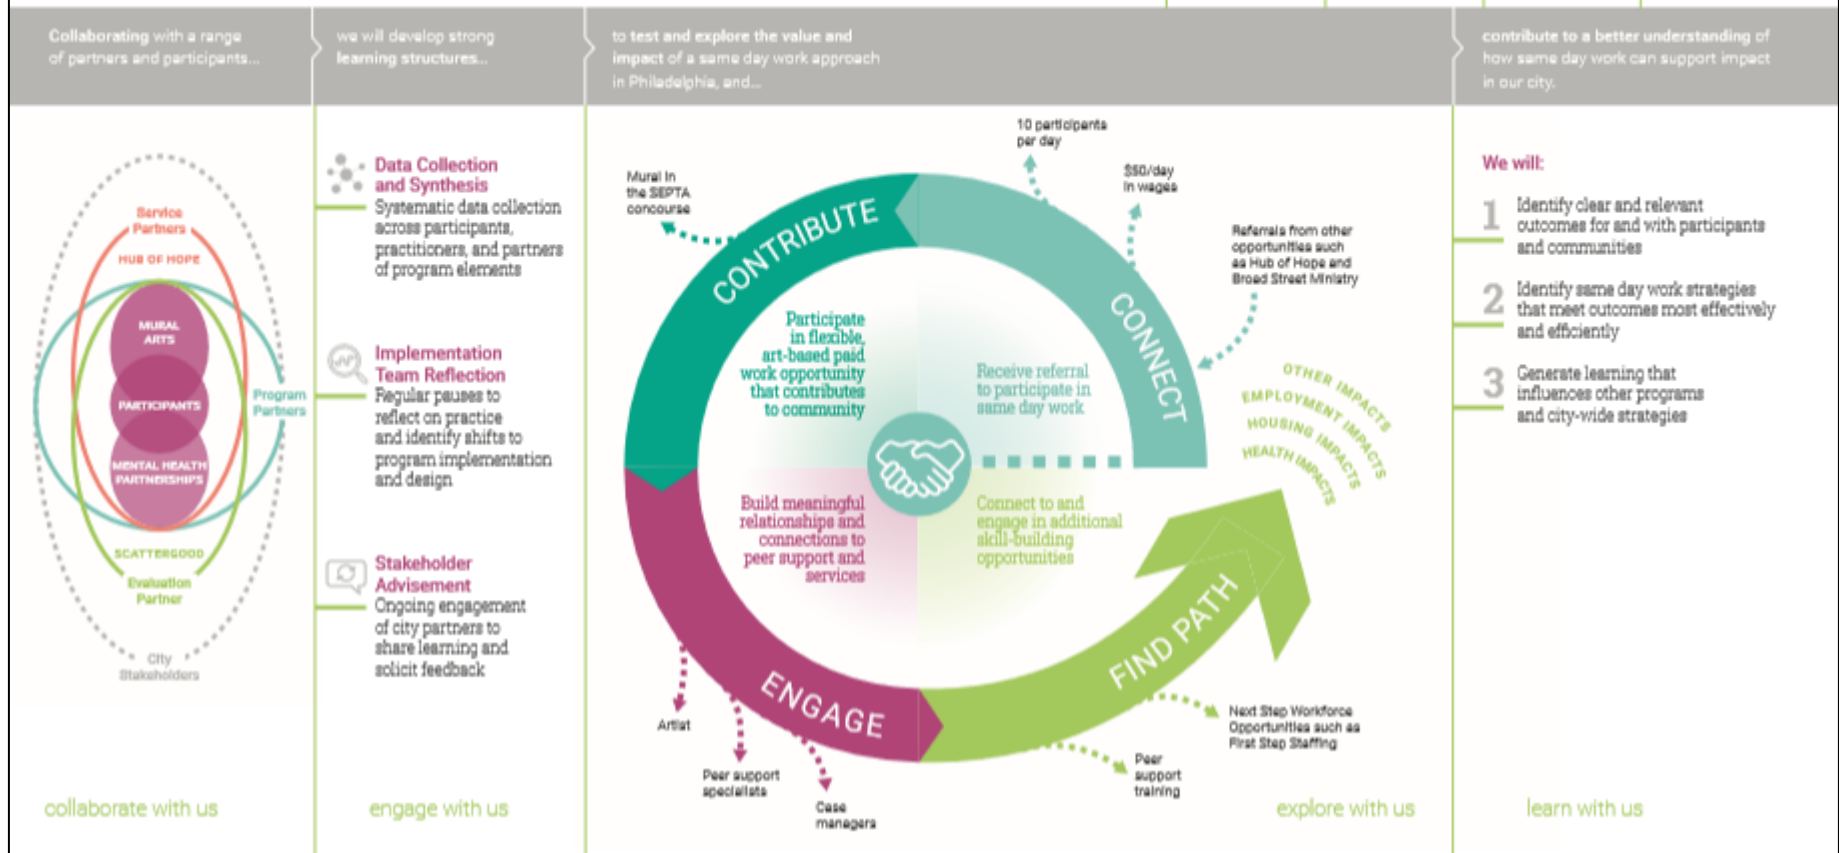 Collaborating with a range
of partners and participants...
we will develop strong
learning structures...
to test and explore the value and
impact of a same day work approach
in Philadelphia, and...
contribute to a better understanding of
how same day work can support impact
in our city.
Service
Partners
HUB OF HOPE
MURAL
ARTS
PARTICIPANTS
MENTAL HEALTH
PARTNERSHIPS
Program
Partners
SCATTERGOOD
Evaluation
Partner
City
Stakeholders
collaborate with us
Data Collection
and Synthesis
Systematic data collection
across participants,
practitioners, and partners
of program elements
Implementation
Team Reflection
Regular pauses to
reflect on practice
and identify shifts to
program implementation
and design
Stakeholder
Advisement
Ongoing engagement
of city partners to
share learning and
solicit feedback
engage with us
10 participants
per day
$50/day
in wages
Referrals from other
opportunities such
as Hub of Hope and
Broad Street Ministry
CONNECT
Receive referral
to participate in
same day work
Mural in
the SEPTA
concourse
CONTRIBUTE
Participate
in flexible,
art-based paid
work opportunity
that contributes
to community
Build meaningful
relationships and
connections to
peer support and
services
ENGAGE
Artist
Peer support
specialists
Case
managers
Connect to and
engage in additional
skill-building
opportunities
FIND PATH
Peer
support
training
Next Step Workforce
Opportunities such as
First Step Staffing
OTHER IMPACTS
EMPLOYMENT IMPACTS
HOUSING IMPACTS
HEALTH IMPACTS
explore with us
We will:
1 Identify clear and relevant
outcomes for and with participants
and communities
2 Identify same day work strategies
that meet outcomes most effectively
and efficiently
3 Generate learning that
influences other programs
and city-wide strategies
learn with us